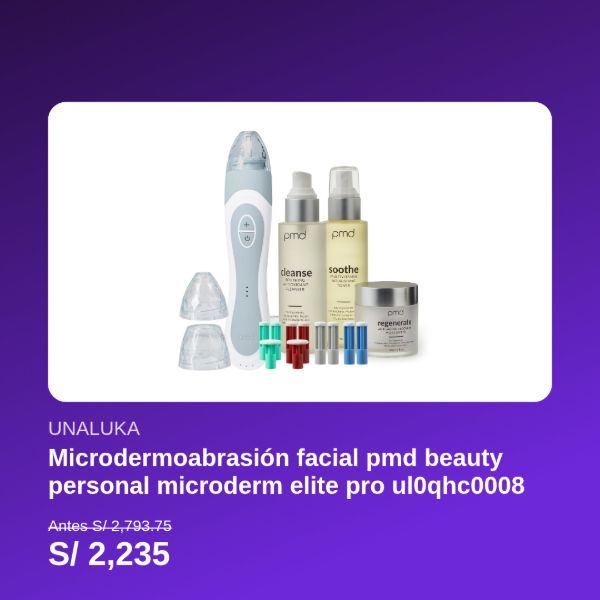 pmd
pmd
cleanse
soothe
pmd
regenerate
UNALUKA
Microdermoabrasión facial pmd beauty
personal microderm elite pro ul0qhc0008
Antes S/ 2,793.75
S/ 2,235